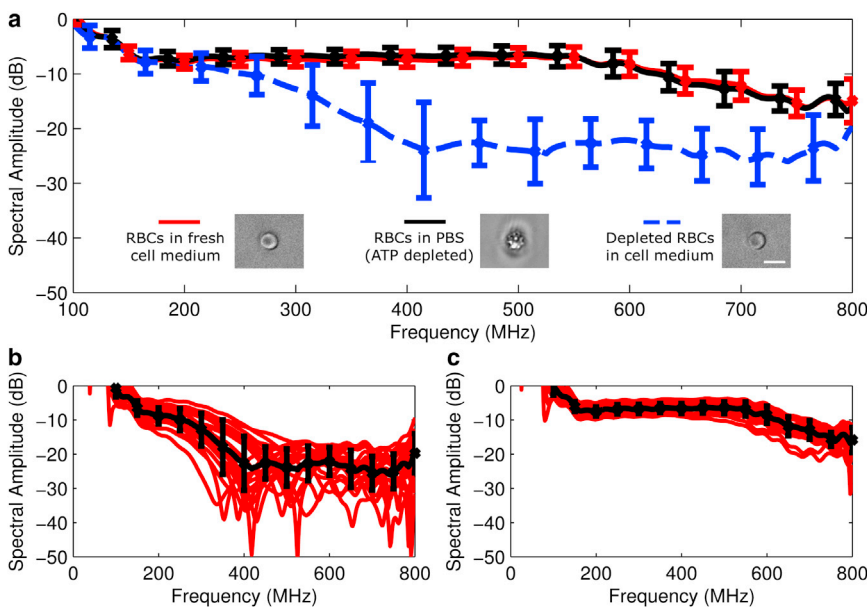 a
0
−10
−20
−30
−40
−50
Spectral Amplitude (dB)
RBCs in fresh
cell medium
RBCs in PBS
(ATP depleted)
Depleted RBCs
in cell medium
100 200 300 400 500 600 700 800
Frequency (MHz)
b
0
−10
−20
−30
−40
−50
Spectral Amplitude (dB)
0 200 400 600 800
Frequency (MHz)
c
0
−10
−20
−30
−40
−50
Spectral Amplitude (dB)
0 200 400 600 800
Frequency (MHz)